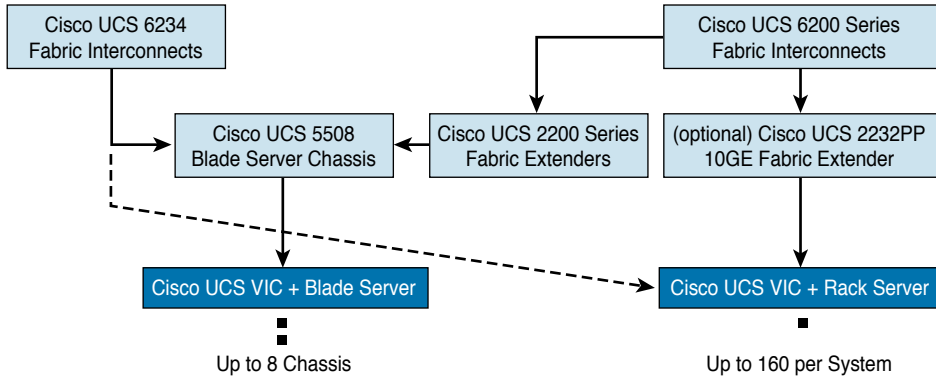 Cisco UCS 6234
Fabric Interconnects
Cisco UCS 6200 Series
Fabric Interconnects
Cisco UCS 5508
Blade Server Chassis
Cisco UCS 2200 Series
Fabric Extenders
(optional) Cisco UCS 2232PP
10GE Fabric Extender
Cisco UCS VIC + Blade Server
Cisco UCS VIC + Rack Server
Up to 8 Chassis
Up to 160 per System